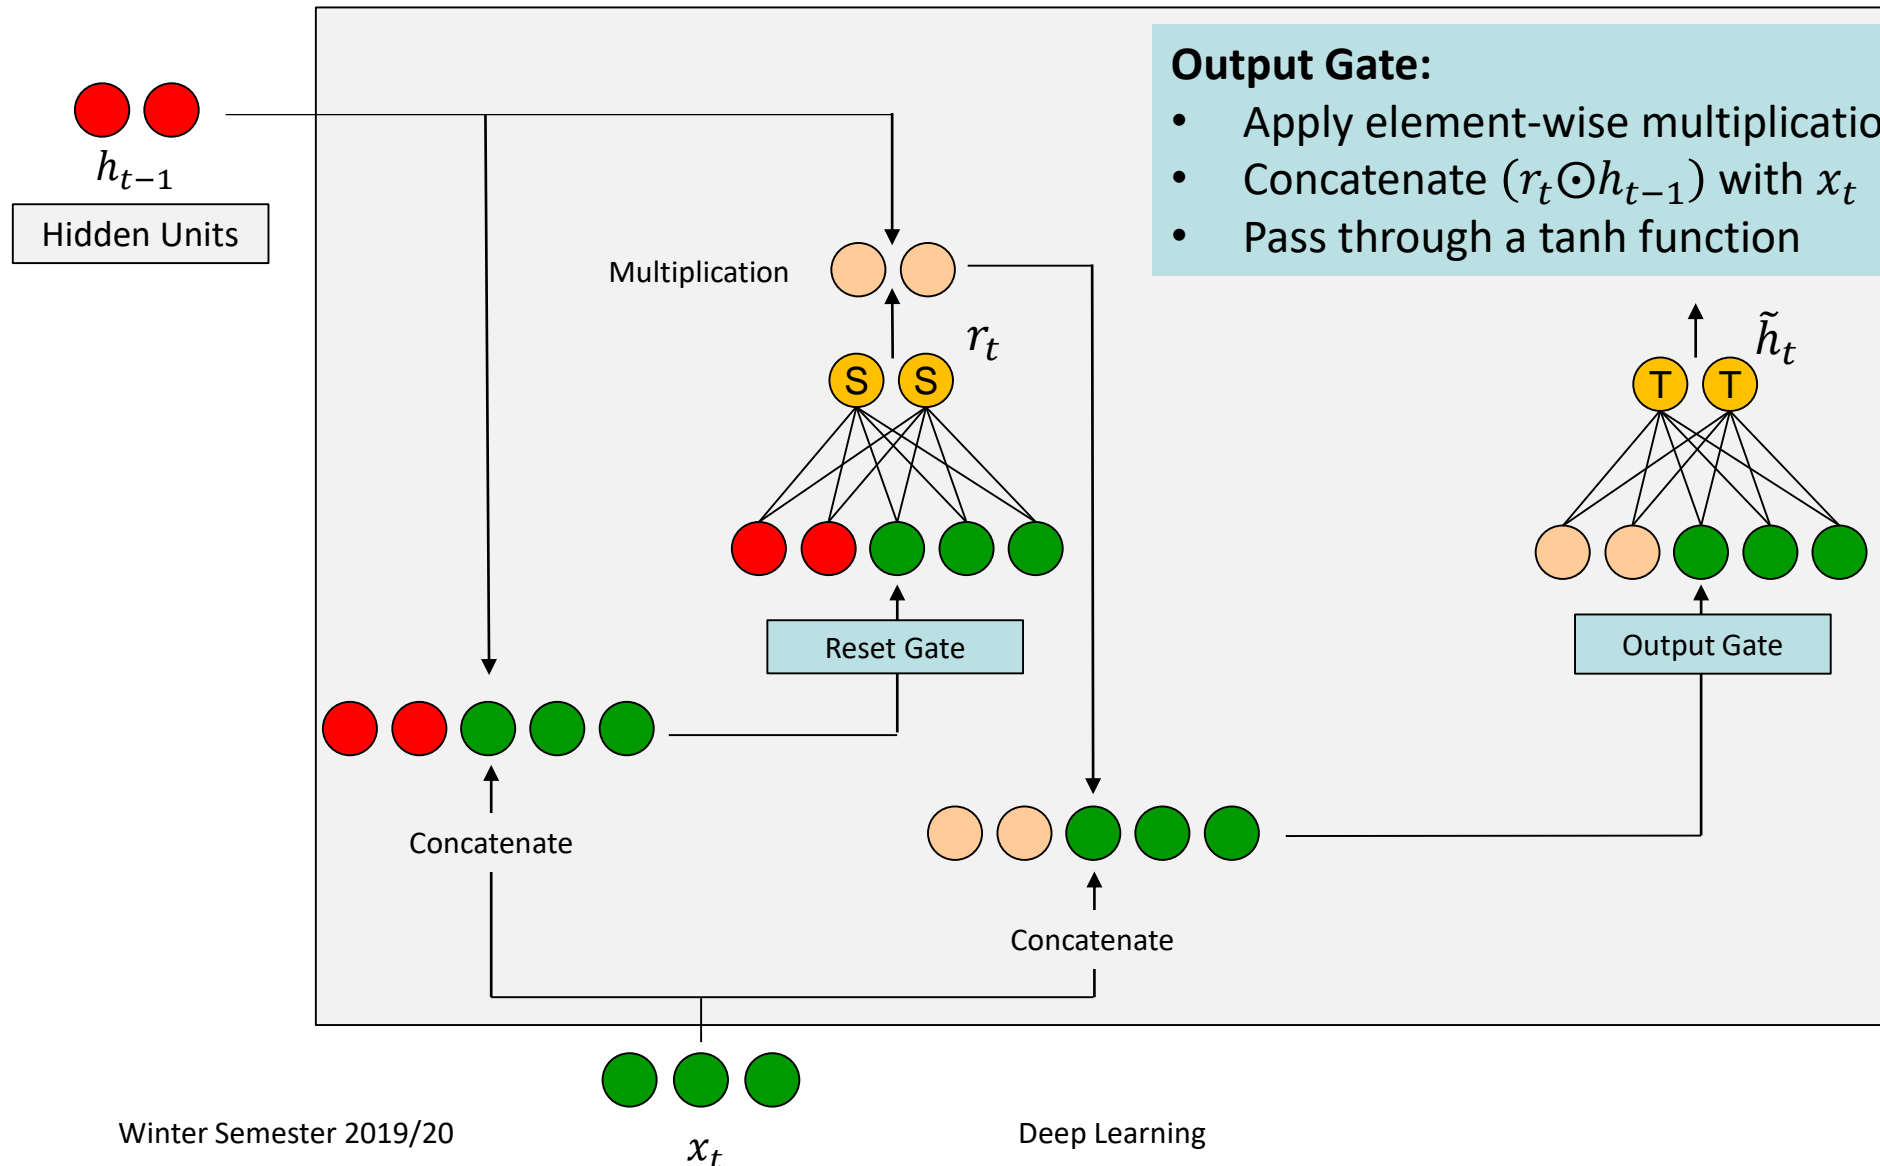 Output Gate:
• Apply element-wise multiplicatio
• Concatenate (r_t⊙h_{t−1}) with x_t
• Pass through a tanh function
h_{t−1}
Hidden Units
Multiplication
r_t
h̃_t
S S
T T
Reset Gate
Output Gate
Concatenate
Concatenate
x_t
Winter Semester 2019/20
Deep Learning